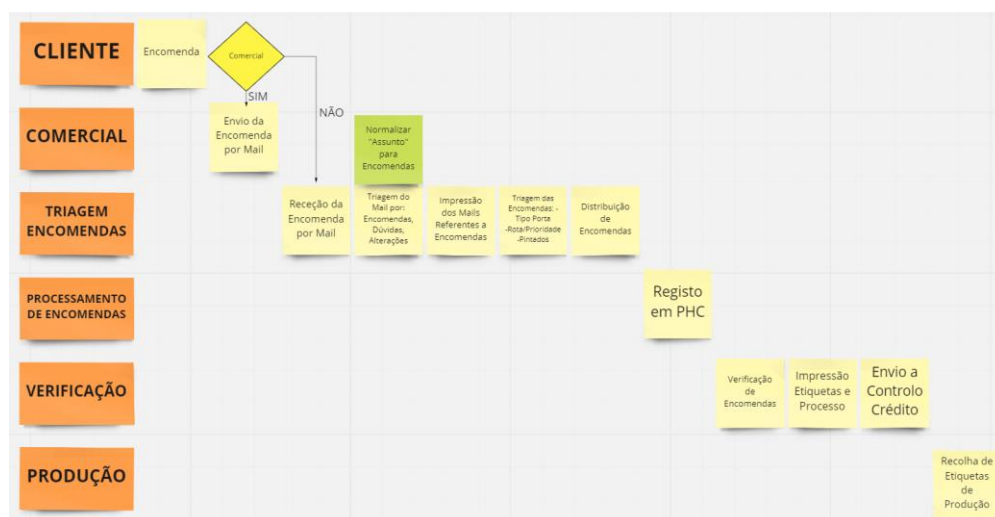 CLIENTE
Encomenda
Comercial
SIM
NÃO
COMERCIAL
Envio da
Encomenda
por Mail
Normalizar
"Assunto"
para
Encomendas
TRIAGEM
ENCOMENDAS
Receção da
Encomenda
por Mail
Triagem do
Mail por:
Encomendas,
Dúvidas,
Alterações
Impressão
dos Mails
Referentes a
Encomendas
Triagem das
Encomendas: -
Tipo Porta
-Rota/Prioridade
-Pintados
Distribuição
de
Encomendas
PROCESSAMENTO
DE ENCOMENDAS
Registo
em PHC
VERIFICAÇÃO
Verificação
de
Encomendas
Impressão
Etiquetas e
Processo
Envio a
Controlo
Crédito
PRODUÇÃO
Recolha de
Etiquetas
de
Produção